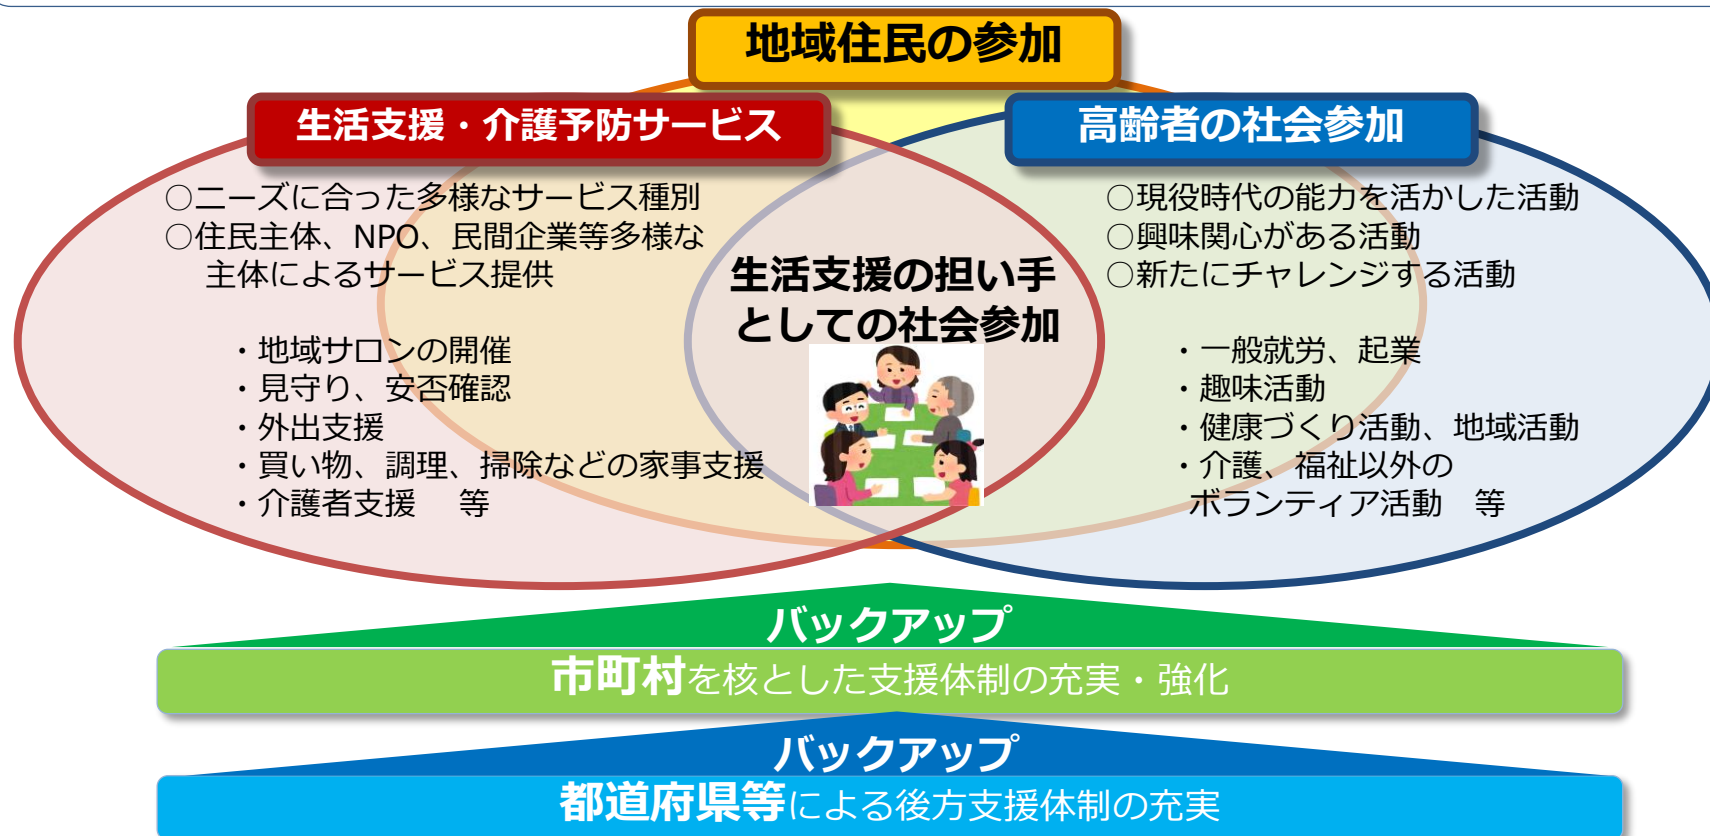 地域住民の参加
生活支援・介護予防サービス
○ニーズに合った多様なサービス種別
○住民主体、NPO、民間企業等多様な
主体によるサービス提供
・地域サロンの開催
・見守り、安否確認
・外出支援
・買い物、調理、掃除などの家事支援
・介護者支援　等
生活支援の担い手
としての社会参加
高齢者の社会参加
○現役時代の能力を活かした活動
○興味関心がある活動
○新たにチャレンジする活動
・一般就労、起業
・趣味活動
・健康づくり活動、地域活動
・介護、福祉以外の
ボランティア活動　等
バックアップ
市町村を核とした支援体制の充実・強化
バックアップ
都道府県等による後方支援体制の充実